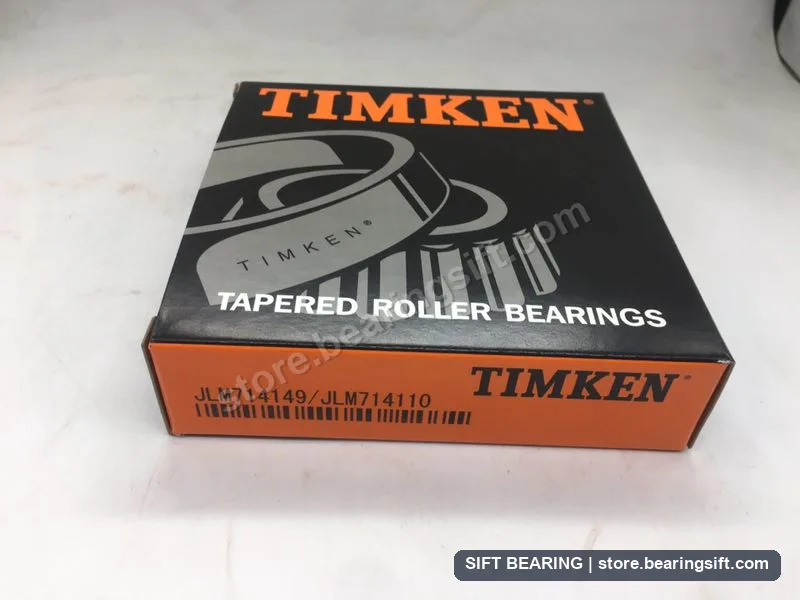 TIMKEN®
TIMKEN®
TAPERED ROLLER BEARINGS
store.bearingsift.com
TIMKEN®
JLM714149/JLM714110
SIFT BEARING | store.bearingsift.com